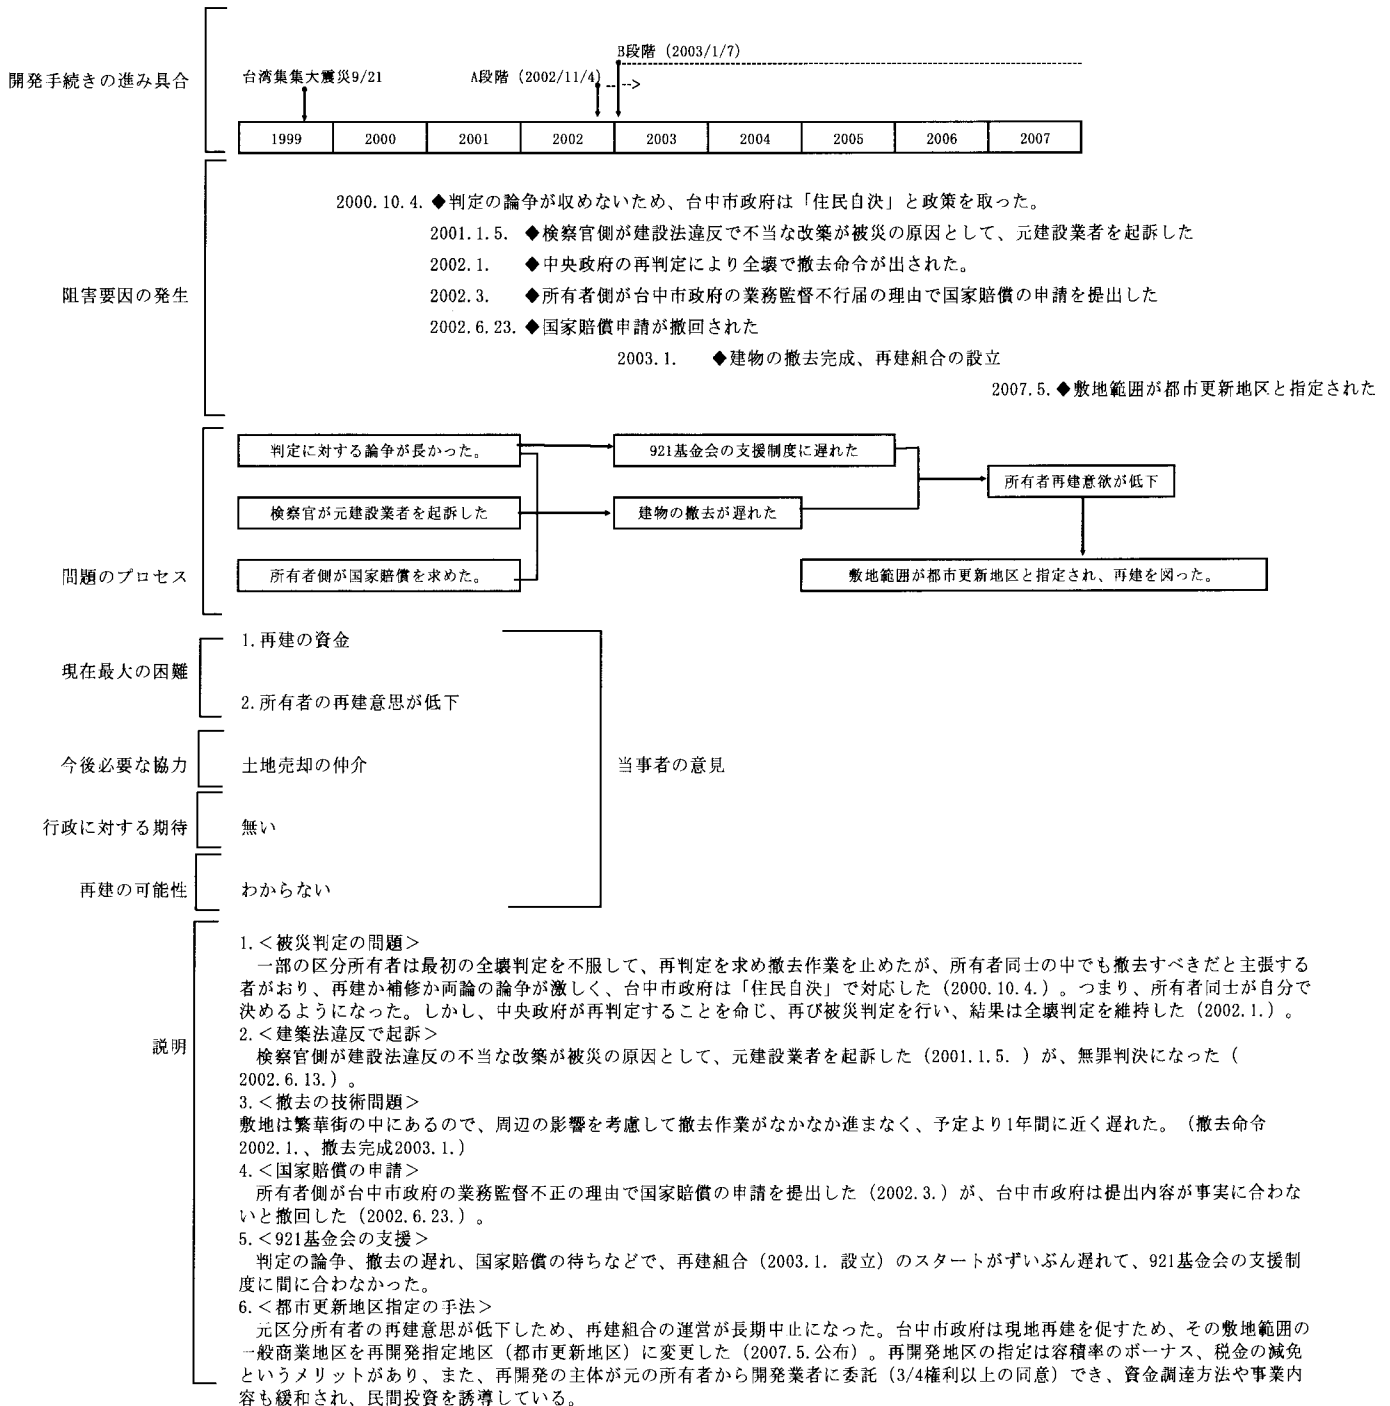 B段階（2003/1/7）
台湾集集大震災9/21
A段階（2002/11/4）
開発手続きの進み具合
1999 2000 2001 2002 2003 2004 2005 2006 2007
2000.10.4.◆判定の論争が収めないため、台中市政府は「住民自決」と政策を取った。
2001.1.5. ◆検察官側が建設法違反で不当な改築が被災の原因として、元建設業者を起訴した
2002.1. ◆中央政府の再判定により全壊で撤去命令が出された。
阻害要因の発生
2002.3. ◆所有者側が台中市政府の業務監督不行届の理由で国家賠償の申請を提出した
2002.6.23.◆国家賠償申請が撤回された
2003.1. ◆建物の撤去完成、再建組合の設立
2007.5.◆敷地範囲が都市更新地区と指定された
判定に対する論争が長かった。
921基金会の支援制度に遅れた
所有者再建意欲が低下
検察官が元建設業者を起訴した
建物の撤去が遅れた
問題のプロセス
所有者側が国家賠償を求めた。
敷地範囲が都市更新地区と指定され、再建を図った。
1.再建の資金
現在最大の困難
2.所有者の再建意思が低下
今後必要な協力
土地売却の仲介
当事者の意見
行政に対する期待
無い
再建の可能性
わからない
説明
1.＜被災判定の問題＞
一部の区分所有者は最初の全壊判定を不服して、再判定を求め撤去作業を止めたが、所有者同士の中でも撤去すべきだと主張する
者がおり、再建か補修か両論の論争が激しく、台中市政府は「住民自決」で対応した（2000.10.4.）。つまり、所有者同士が自分で
決めるようになった。しかし、中央政府が再判定することを命じ、再び被災判定を行い、結果は全壊判定を維持した（2002.1.）。
2.＜建築法違反で起訴＞
検察官側が建設法違反の不当な改築が被災の原因として、元建設業者を起訴した（2001.1.5. ）が、無罪判決になった（
2002.6.13.）。
3.＜撤去の技術問題＞
敷地は繁華街の中にあるので、周辺の影響を考慮して撤去作業がなかなか進まなく、予定より1年間に近く遅れた。（撤去命令
2002.1.、撤去完成2003.1.）
4.＜国家賠償の申請＞
所有者側が台中市政府の業務監督不正の理由で国家賠償の申請を提出した（2002.3.）が、台中市政府は提出内容が事実に合わな
いと撤回した（2002.6.23.）。
5.＜921基金会の支援＞
判定の論争、撤去の遅れ、国家賠償の待ちなどで、再建組合（2003.1. 設立）のスタートがずいぶん遅れて、921基金会の支援制
度に間に合わなかった。
6.＜都市更新地区指定の手法＞
元区分所有者の再建意思が低下しため、再建組合の運営が長期中止になった。台中市政府は現地再建を促すため、その敷地範囲の
一般商業地区を再開発指定地区（都市更新地区）に変更した（2007.5.公布）。再開発地区の指定は容積率のボーナス、税金の減免
というメリットがあり、また、再開発の主体が元の所有者から開発業者に委託（3/4権利以上の同意）でき、資金調達方法や事業内
容も緩和され、民間投資を誘導している。